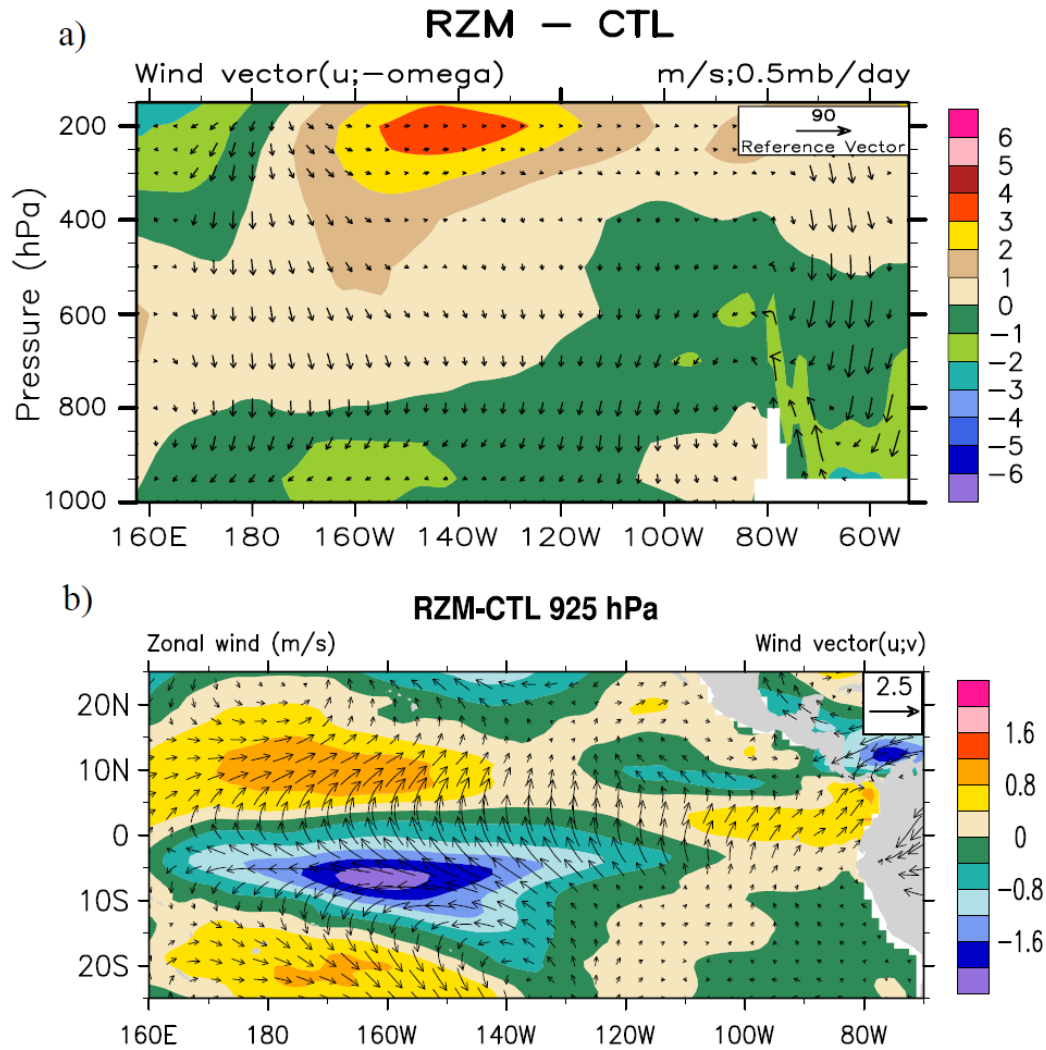 a)
RZM – CTL
Wind vector(u;−omega) m/s;0.5mb/day
90
Reference Vector
Pressure (hPa)
200
400
600
800
1000
160E 180 160W 140W 120W 100W 80W 60W
6
5
4
3
2
1
0
−1
−2
−3
−4
−5
−6
b)
RZM-CTL 925 hPa
Zonal wind (m/s) Wind vector(u;v)
2.5
20N
10N
0
10S
20S
160E 180 160W 140W 120W 100W 80W
1.6
0.8
0
−0.8
−1.6